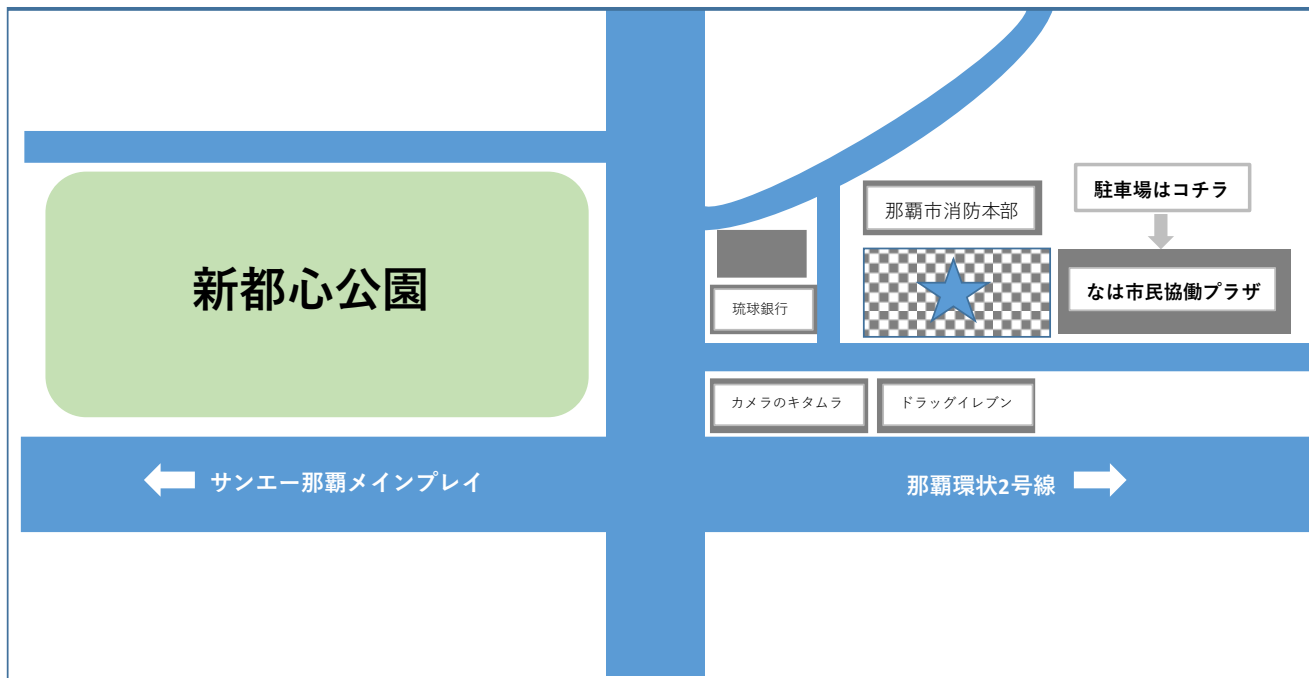 駐車場はコチラ
那覇市消防本部
新都心公園
なは市民協働プラザ
琉球銀行
カメラのキタムラ
ドラッグイレブン
サンエー那覇メインプレイ
那覇環状2号線